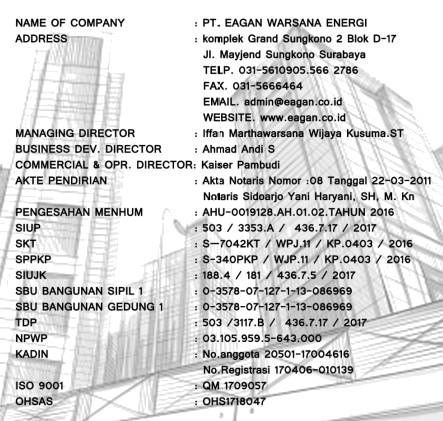 NAME OF COMPANY : PT. EAGAN WARSANA ENERGI
ADDRESS : komplek Grand Sungkono 2 Blok D-17
Jl. Mayjend Sungkono Surabaya
TELP. 031-5610905.566 2786
FAX. 031-5666464
EMAIL. admin@eagan.co.id
WEBSITE. www.eagan.co.id
MANAGING DIRECTOR : Iffan Marthawarsana Wijaya Kusuma.ST
BUSINESS DEV. DIRECTOR : Ahmad Andi S
COMMERCIAL & OPR. DIRECTOR: Kaiser Pambudi
AKTE PENDIRIAN : Akta Notaris Nomor :08 Tanggal 22-03-2011
Notaris Sidoarjo Yani Haryani, SH, M. Kn
PENGESAHAN MENHUM : AHU-0019128.AH.01.02.TAHUN 2016
SIUP : 503 / 3353.A / 436.7.17 / 2017
SKT : S-7042KT / WPJ.11 / KP.0403 / 2016
SPPKP : S-340PKP / WJP.11 / KP.0403 / 2016
SIUJK : 188.4 / 181 / 436.7.5 / 2017
SBU BANGUNAN SIPIL 1 : 0-3578-07-127-1-13-086969
SBU BANGUNAN GEDUNG 1 : 0-3578-07-127-1-13-086969
TDP : 503 /3117.B / 436.7.17 / 2017
NPWP : 03.105.959.5-643.000
KADIN : No.anggota 20501-17004616
No.Registrasi 170406-010139
ISO 9001 : QM 1709057
OHSAS : OHS1718047